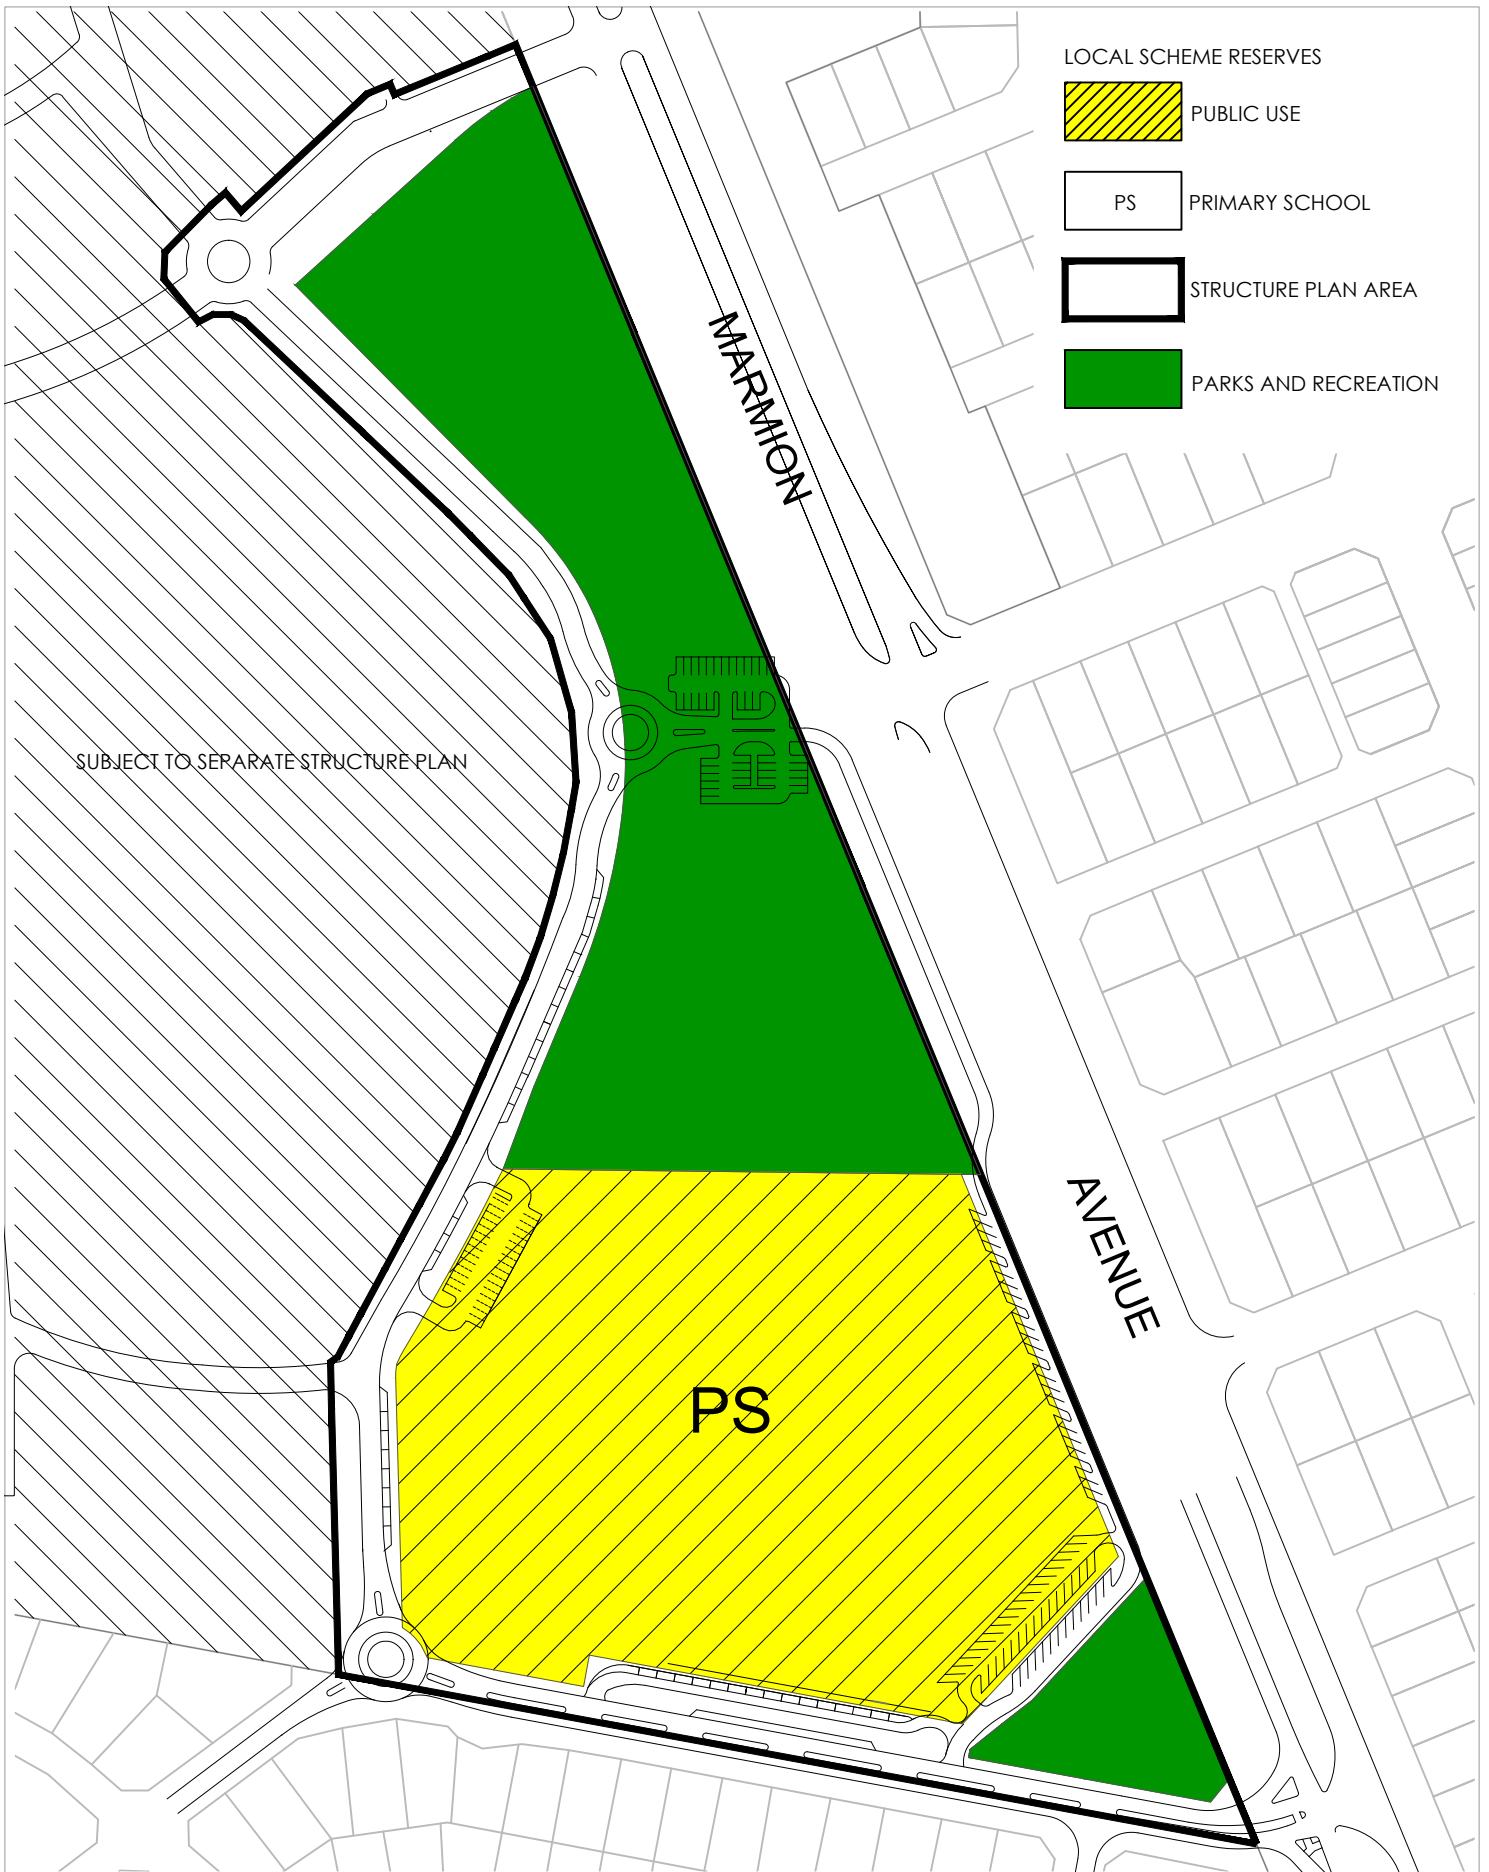 LOCAL SCHEME RESERVES
PUBLIC USE
PS
PRIMARY SCHOOL
STRUCTURE PLAN AREA
PARKS AND RECREATION
MARMION
SUBJECT TO SEPARATE STRUCTURE PLAN
AVENUE
PS